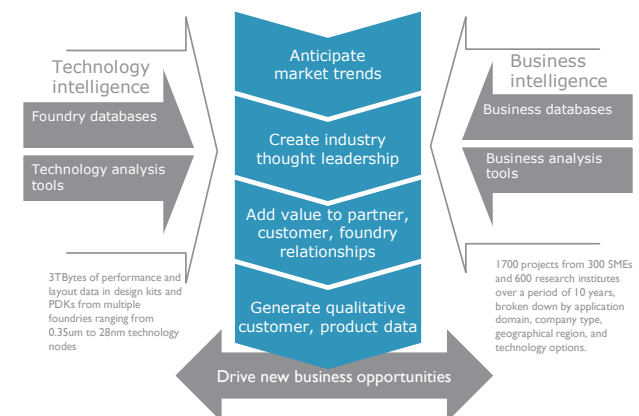 Technology
intelligence
Foundry databases
Technology analysis
tools
3TBytes of performance and
layout data in design kits and
PDKs from multiple
foundries ranging from
0.35um to 28nm technology
nodes
Anticipate
market trends
Create industry
thought leadership
Add value to partner,
customer, foundry
relationships
Generate qualitative
customer, product data
Drive new business opportunities
Business
intelligence
Business databases
Business analysis
tools
1700 projects from 300 SMEs
and 600 research institutes
over a period of 10 years,
broken down by application
domain, company type,
geographical region, and
technology options.